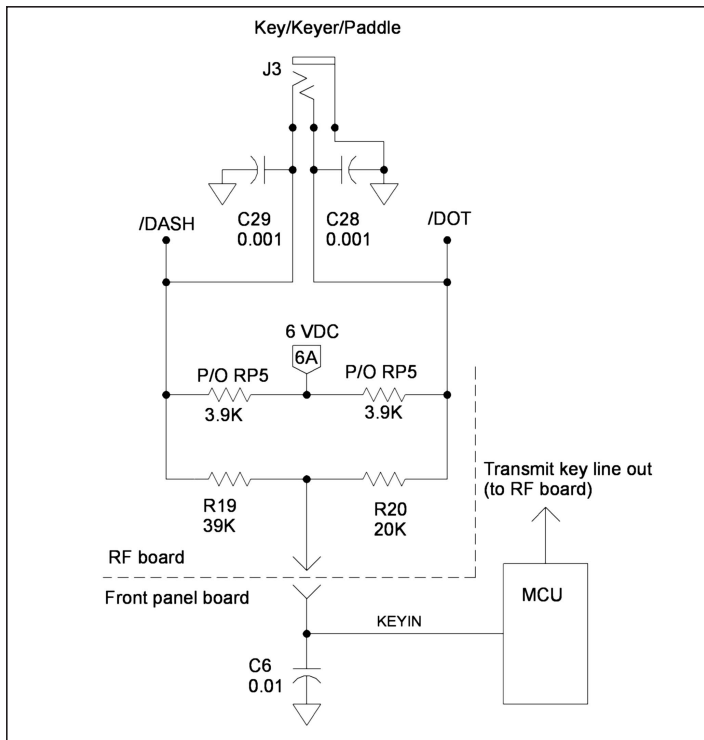 Key/Keyer/Paddle
J3
C29
0.001
C28
0.001
/DASH
/DOT
6 VDC
6A
P/O RP5
3.9K
P/O RP5
3.9K
R19
39K
R20
20K
Transmit key line out
(to RF board)
RF board
Front panel board
MCU
KEYIN
C6
0.01